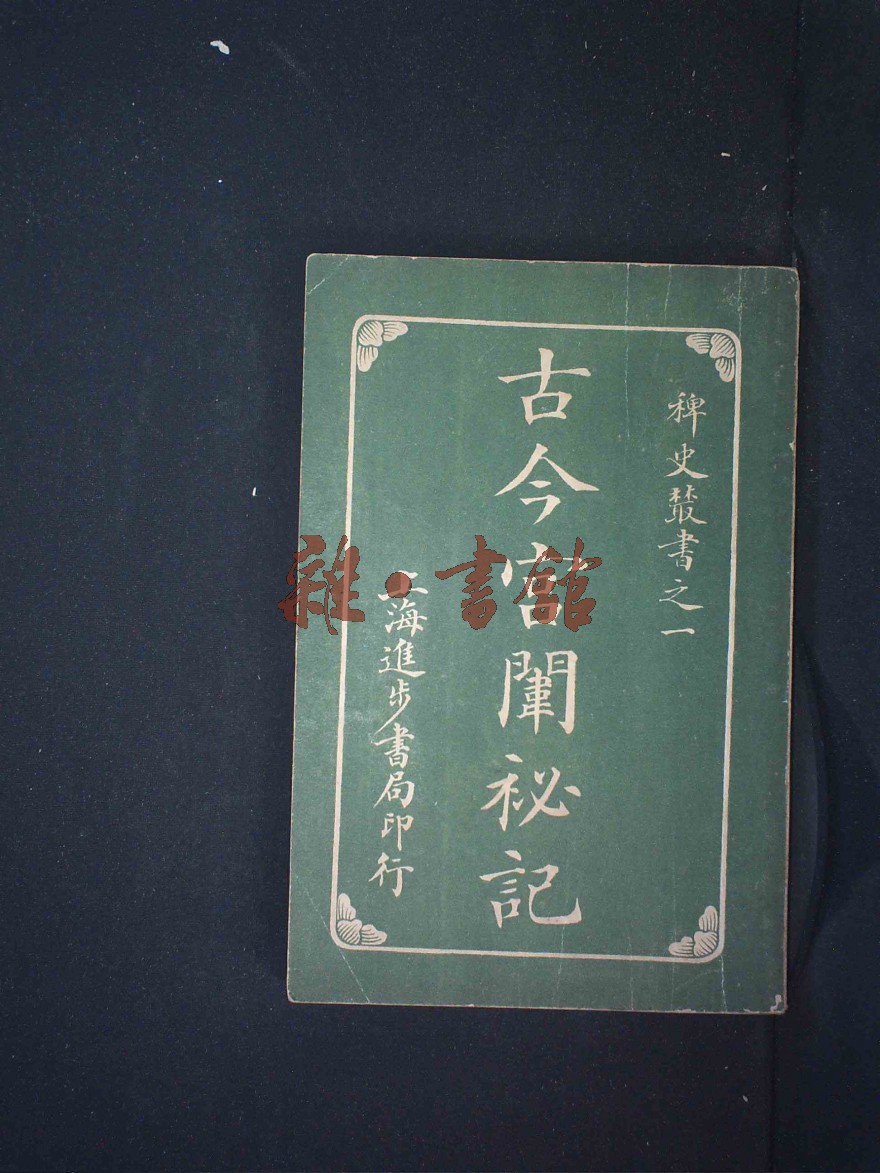 稗史叢書之一
古今宮闈秘記
上海進步書局印行
雜·書館